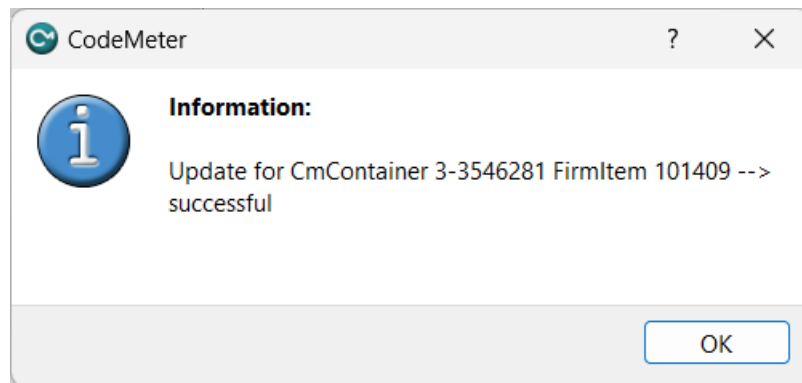 CodeMeter
?
Information:
Update for CmContainer 3-3546281 FirmItem 101409 -->
successful
OK